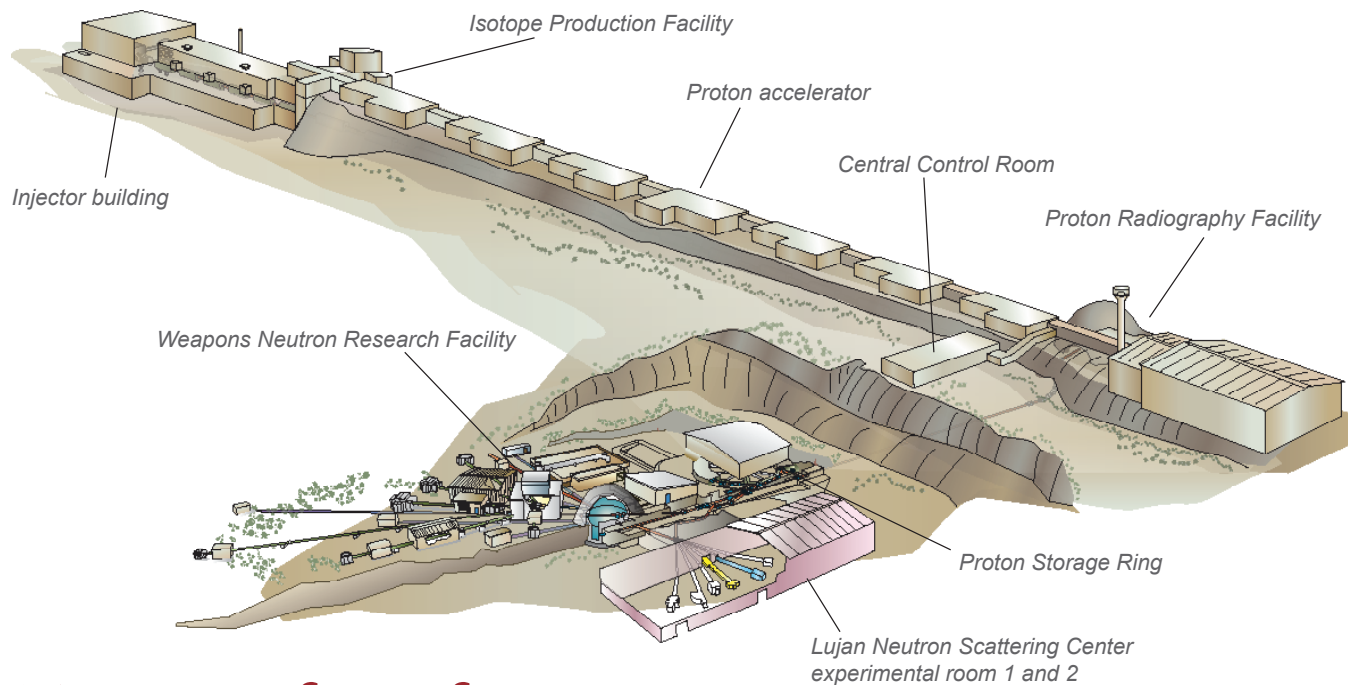 Isotope Production Facility
Proton accelerator
Central Control Room
Injector building
Proton Radiography Facility
Weapons Neutron Research Facility
Proton Storage Ring
Lujan Neutron Scattering Center
experimental room 1 and 2